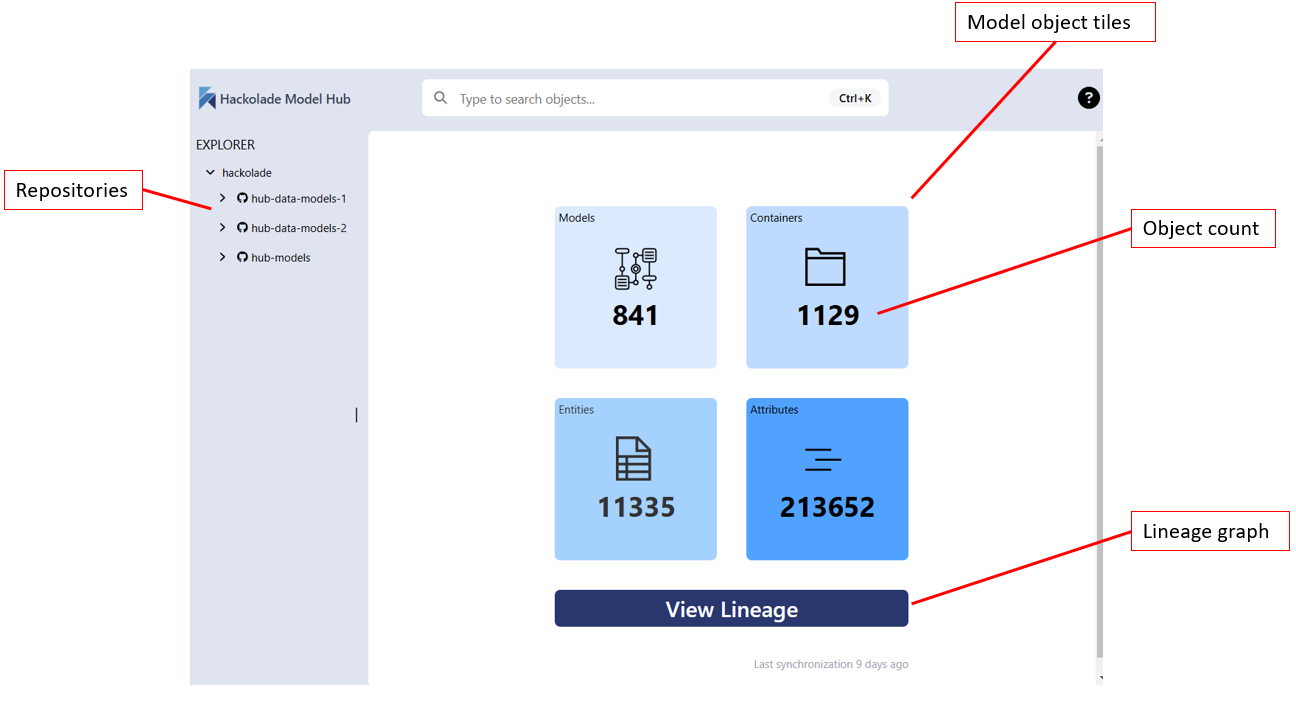 Model object tiles
Hackolade Model Hub
Type to search objects...
Ctrl+K
?
EXPLORER
hackolade
hub-data-models-1
hub-data-models-2
hub-models
Repositories
Models
841
Containers
1129
Object count
Entities
11335
Attributes
213652
Lineage graph
View Lineage
Last synchronization 9 days ago